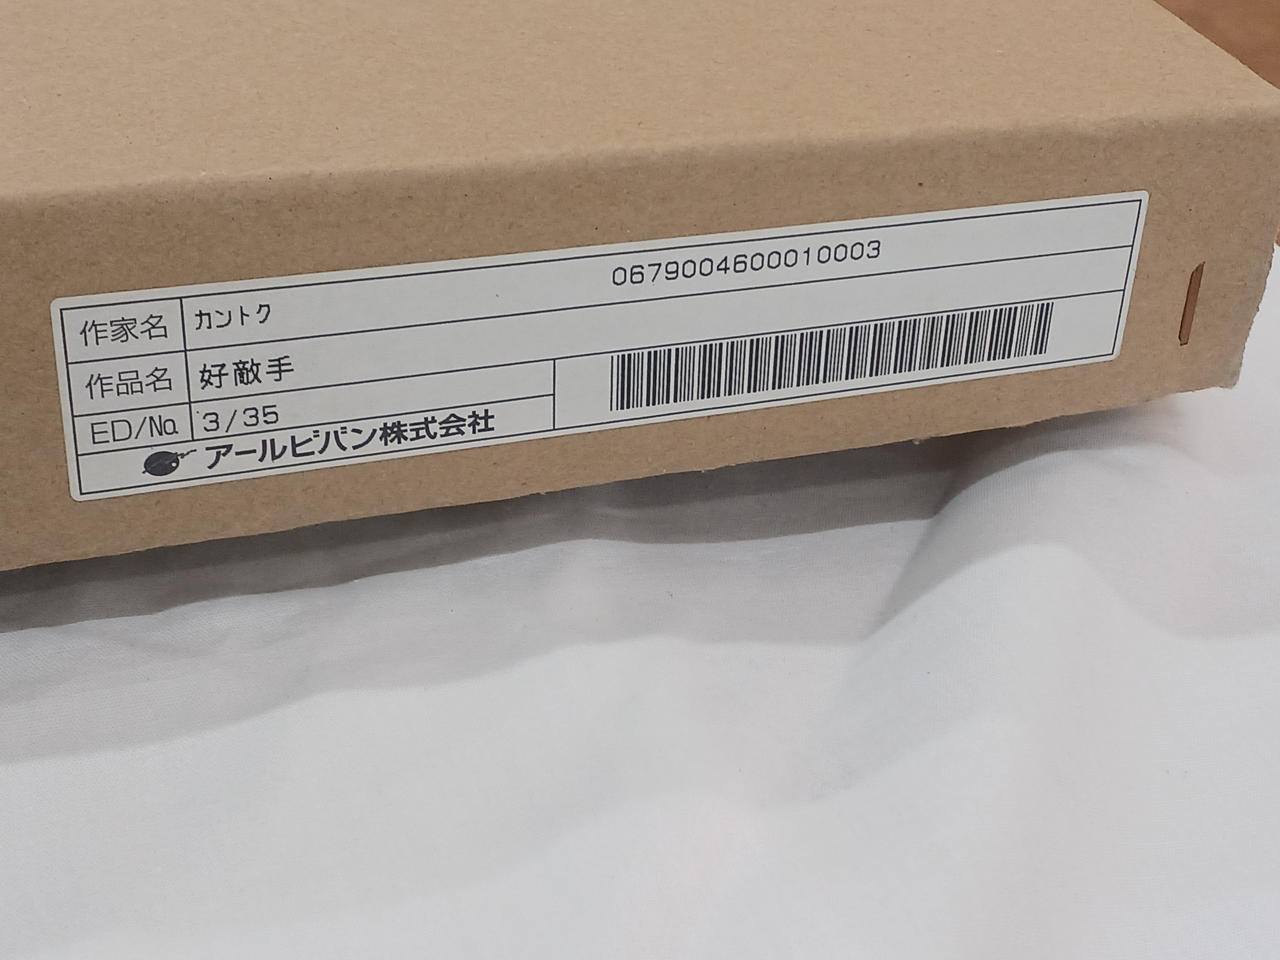 作家名 カントク
0679004600010003
作品名 好敵手
ED/№ 3/35
アールビバン株式会社